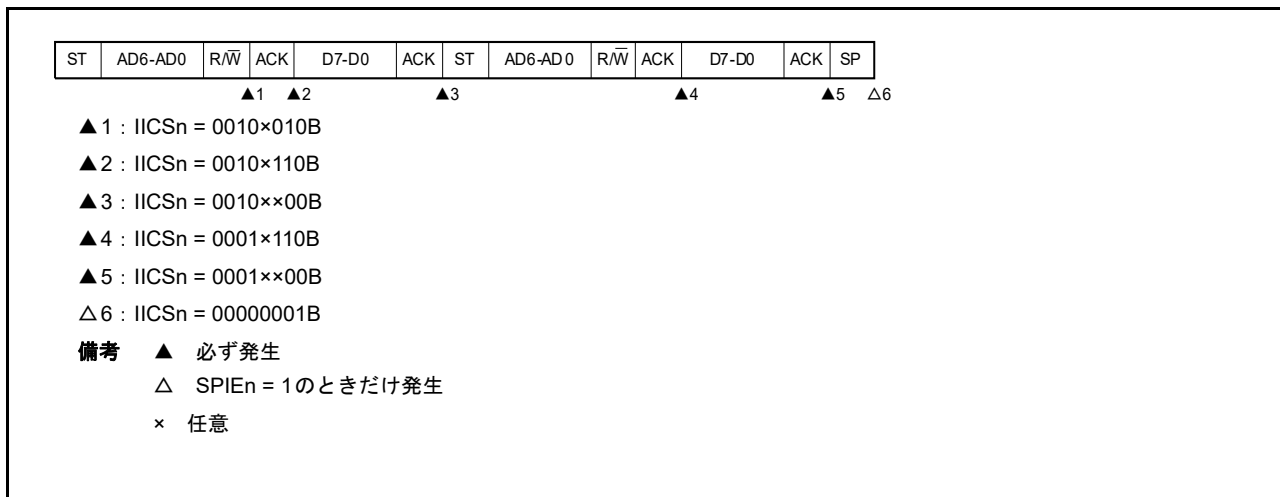 ST AD6-AD0 R/W̅ ACK D7-D0 ACK ST AD6-AD0 R/W̅ ACK D7-D0 ACK SP
▲1 ▲2 ▲3 ▲4 ▲5 △6
▲1：IICSn = 0010×010B
▲2：IICSn = 0010×110B
▲3：IICSn = 0010××00B
▲4：IICSn = 0001×110B
▲5：IICSn = 0001××00B
△6：IICSn = 00000001B
備考 ▲ 必ず発生
△ SPIEn = 1のときだけ発生
× 任意